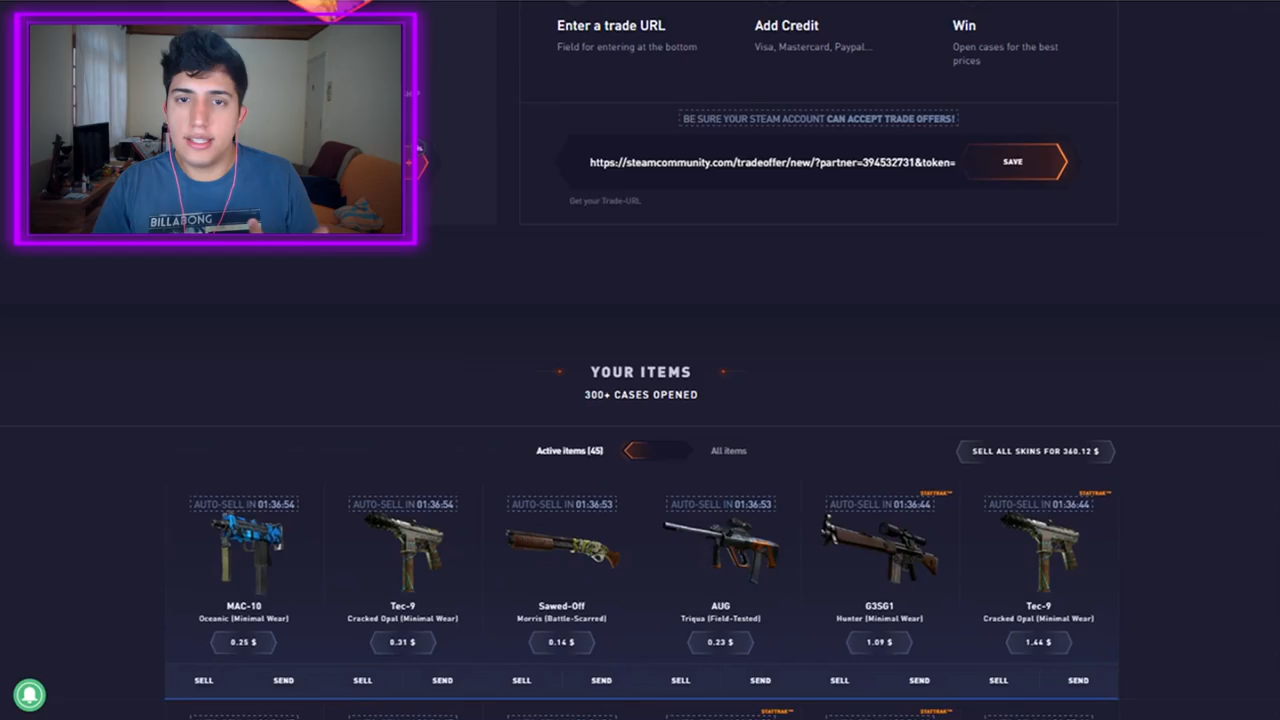 Enter a trade URL
Field for entering at the bottom
Add Credit
Visa, Mastercard, Paypal...
Win
Open cases for the best
prices
BE SURE YOUR STEAM ACCOUNT CAN ACCEPT TRADE OFFERS!
https://steamcommunity.com/tradeoffer/new/?partner=394532731&token=
SAVE
Get your Trade-URL
BILLABONG
YOUR ITEMS
300+ CASES OPENED
Active items (45)
All items
SELL ALL SKINS FOR 360.12 $
STATTRAK™
STATTRAK™
AUTO-SELL IN 01:36:54
AUTO-SELL IN 01:36:54
AUTO-SELL IN 01:36:53
AUTO-SELL IN 01:36:53
AUTO-SELL IN 01:36:44
AUTO-SELL IN 01:36:44
MAC-10
Oceanic (Minimal Wear)
0.25 $
Tec-9
Cracked Opal (Minimal Wear)
0.31 $
Sawed-Off
Morris (Battle-Scarred)
0.14 $
AUG
Triqua (Field-Tested)
0.23 $
G3SG1
Hunter (Minimal Wear)
1.09 $
Tec-9
Cracked Opal (Minimal Wear)
1.44 $
SELL SEND
SELL SEND
SELL SEND
SELL SEND
SELL SEND
SELL SEND
STATTRAK™
STATTRAK™